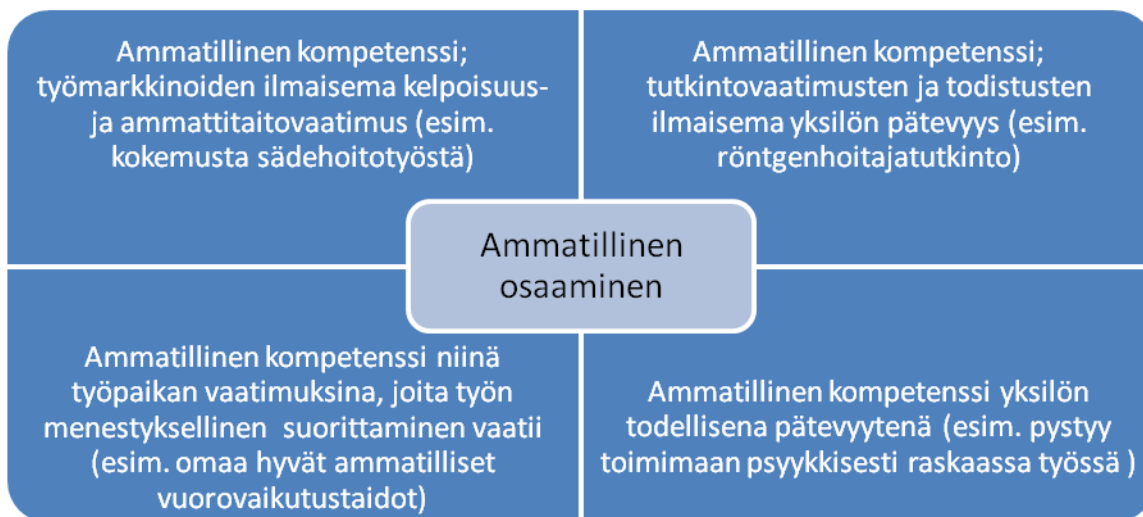 Ammatillinen kompetenssi;
työmarkkinoiden ilmaisema kelpoisuus-
ja ammattitaitovaatimus (esim.
kokemusta sädehoitotyöstä)
Ammatillinen kompetenssi;
tutkintovaatimusten ja todistusten
ilmaisema yksilön pätevyys (esim.
röntgenhoitajatutkinto)
Ammatillinen
osaaminen
Ammatillinen kompetenssi niinä
työpaikan vaatimuksina, joita työn
menestyksellinen suorittaminen vaatii
(esim. omaa hyvät ammatilliset
vuorovaikutustaidot)
Ammatillinen kompetenssi yksilön
todellisena pätevyytenä (esim. pystyy
toimimaan psyykkisesti raskaassa työssä )